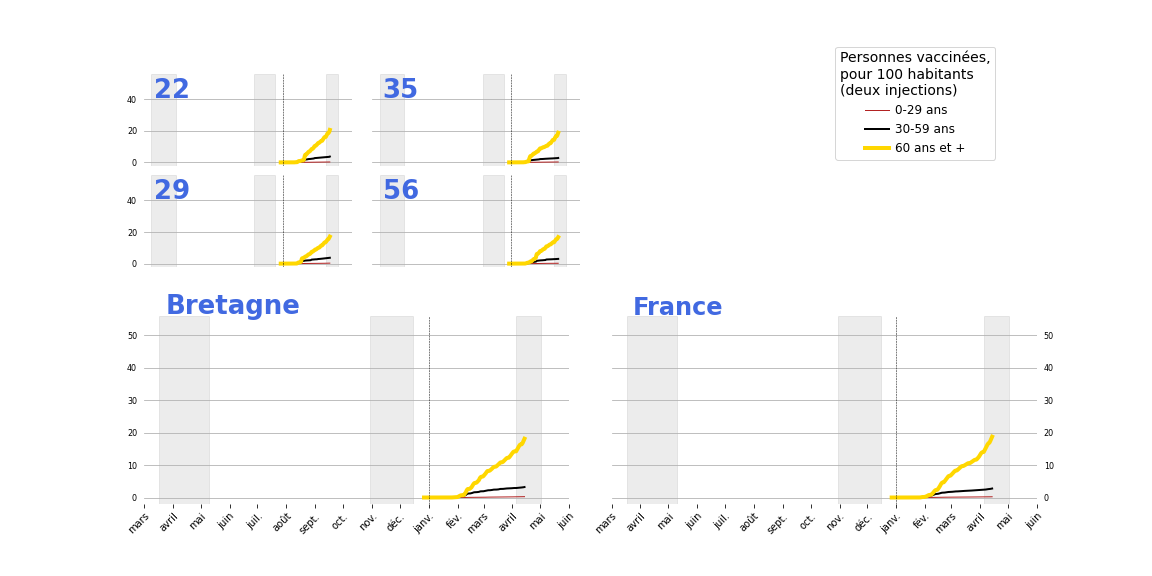 Personnes vaccinées,
pour 100 habitants
(deux injections)
0-29 ans
30-59 ans
60 ans et +
22
35
40
20
0
29
56
40
20
0
Bretagne
France
50
50
40
40
30
30
20
20
10
10
0
0
mars avril mai juin juil. août sept. oct. nov. déc. janv. fév. mars avril mai juin
mars avril mai juin juil. août sept. oct. nov. déc. janv. fév. mars avril mai juin